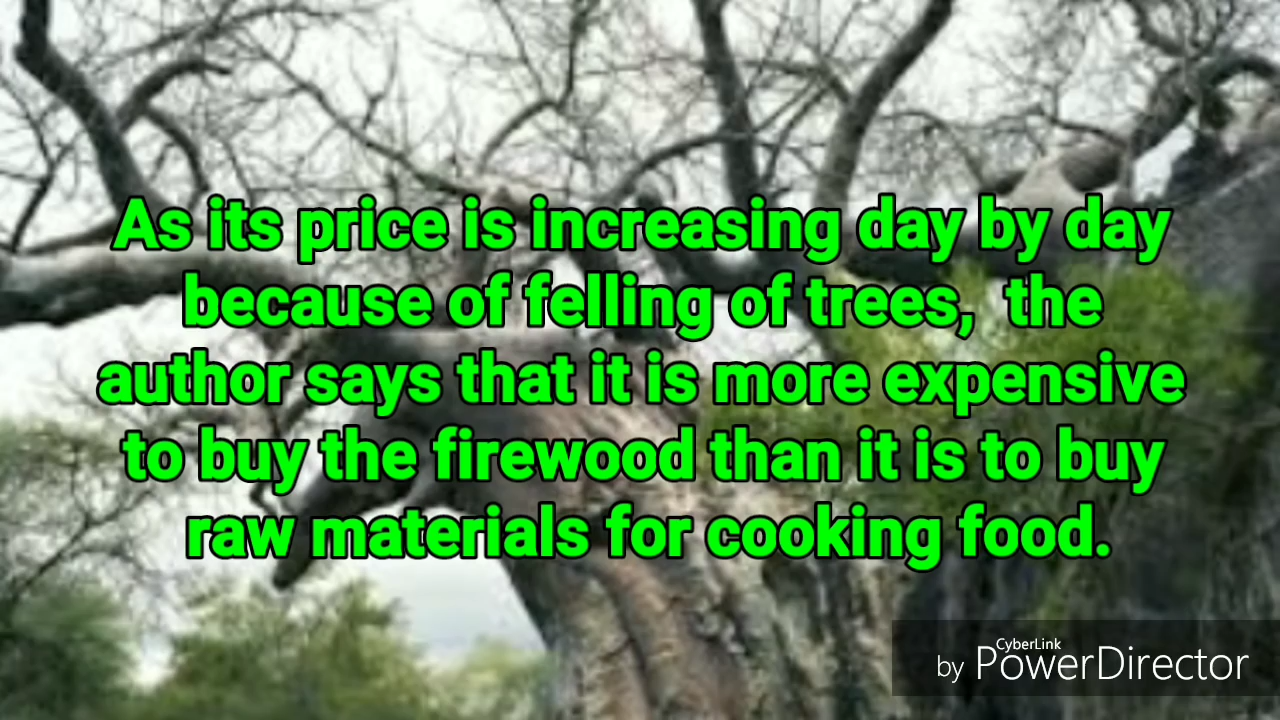 As its price is increasing day by day
because of felling of trees,  the
author says that it is more expensive
to buy the firewood than it is to buy
raw materials for cooking food.
CyberLink
by PowerDirector